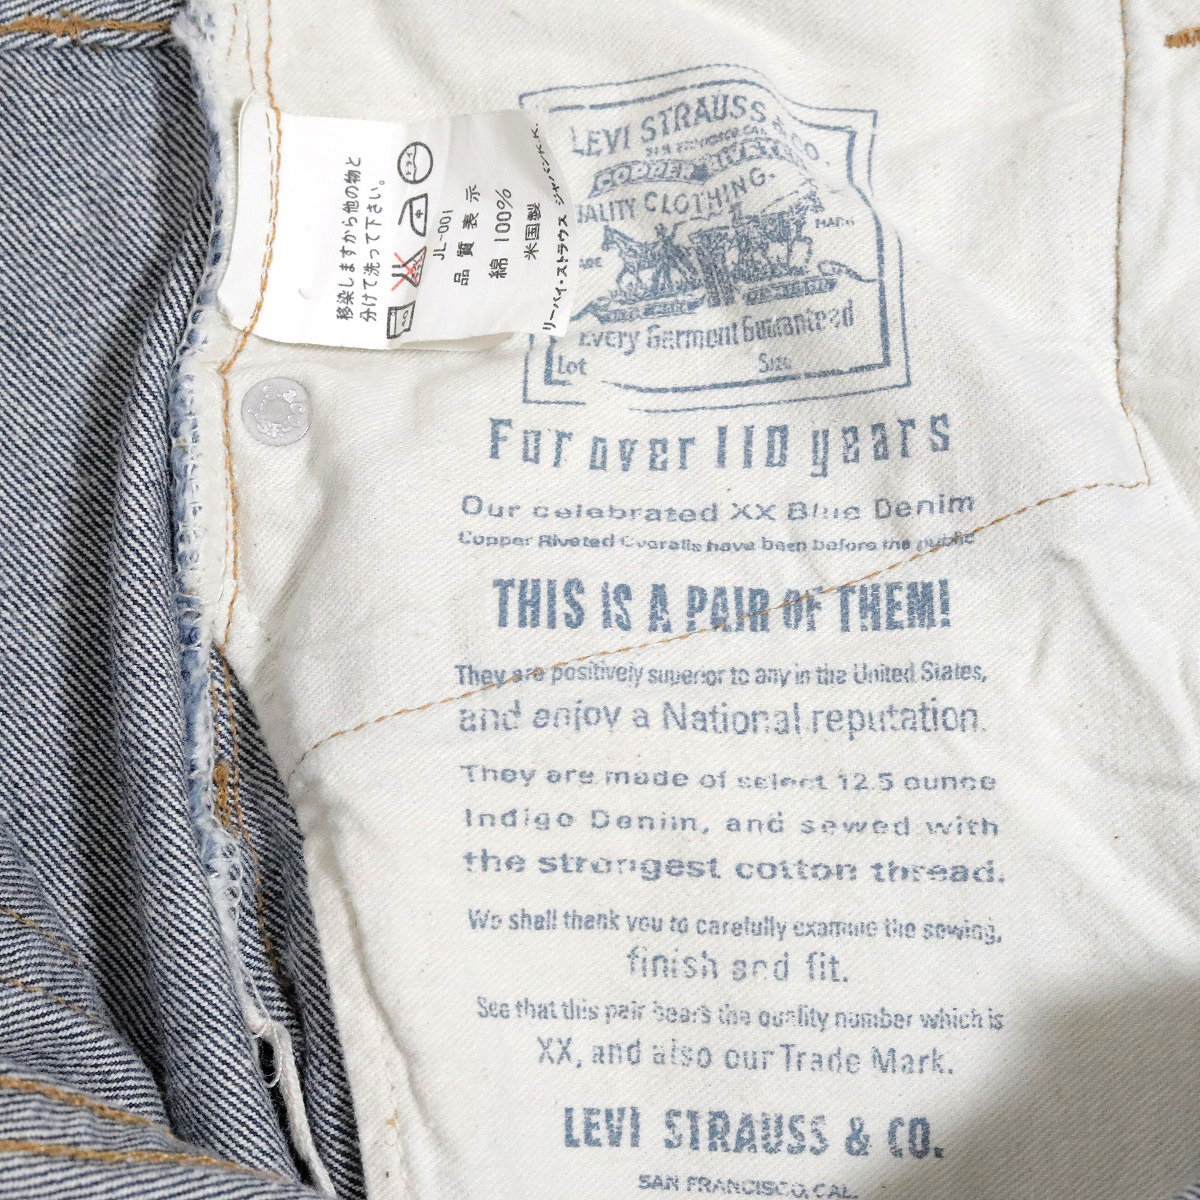 移染しますから他の物と
分けて洗って下さい。
JL-001
品質表示
綿 100%
米国製
リーバイ・ストラウス ジャパンK.K.
LEVI STRAUSS & CO.
SAN FRANCISCO, CAL.
COPPER RIVETED
ALITY CLOTHING.
MARK
Every Garment Guaranteed
Lot Size
For over 110 years
Our celebrated XX Blue Denim
Copper Riveted Overalls have been before the public
THIS IS A PAIR OF THEM!
They are positively superior to any in the United States,
and enjoy a National reputation.
They are made of select 12.5 ounce
Indigo Denim, and sewed with
the strongest cotton thread.
We shall thank you to carefully examine the sewing,
finish and fit.
See that this pair bears the quality number which is
XX, and also our Trade Mark.
LEVI STRAUSS & CO.
SAN FRANCISCO, CAL.